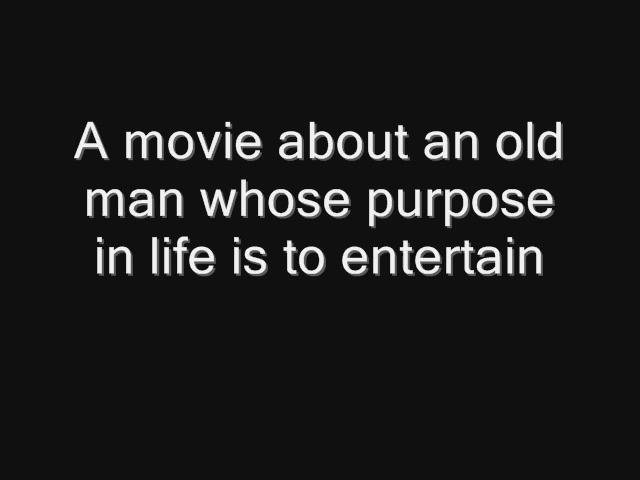 A movie about an old
man whose purpose
in life is to entertain